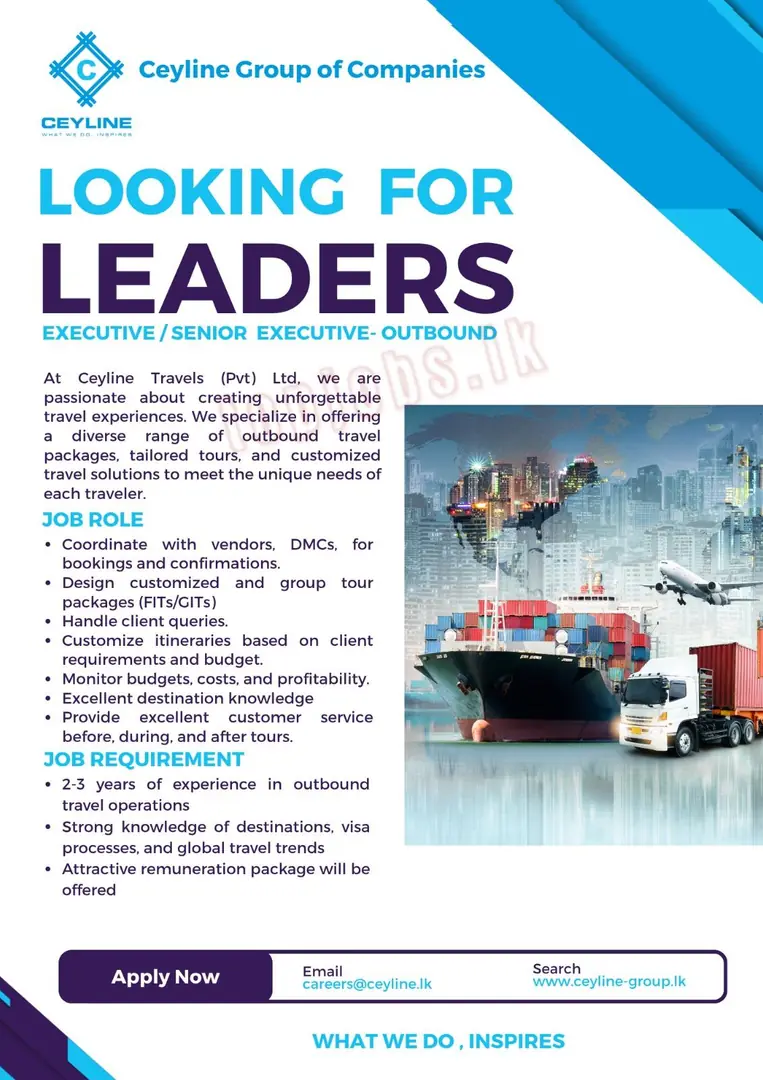 Ceyline Group of Companies
C
CEYLINE
WHAT WE DO, INSPIRES
LOOKING FOR
LEADERS
EXECUTIVE / SENIOR EXECUTIVE- OUTBOUND
At Ceyline Travels (Pvt) Ltd, we are
passionate about creating unforgettable
travel experiences. We specialize in offering
a diverse range of outbound travel
packages, tailored tours, and customized
travel solutions to meet the unique needs of
each traveler.
JOB ROLE
• Coordinate with vendors, DMCs, for
bookings and confirmations.
• Design customized and group tour
packages (FITs/GITs)
• Handle client queries.
• Customize itineraries based on client
requirements and budget.
• Monitor budgets, costs, and profitability.
• Excellent destination knowledge
• Provide excellent customer service
before, during, and after tours.
JOB REQUIREMENT
• 2-3 years of experience in outbound
travel operations
• Strong knowledge of destinations, visa
processes, and global travel trends
• Attractive remuneration package will be
offered
Apply Now
Email
careers@ceyline.lk
Search
www.ceyline-group.lk
WHAT WE DO , INSPIRES